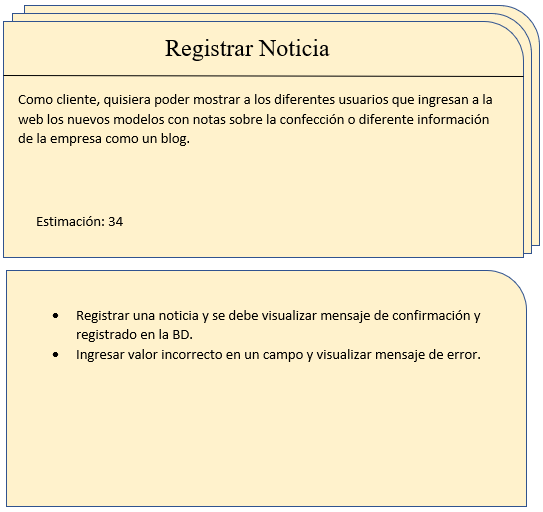 Registrar Noticia
Como cliente, quisiera poder mostrar a los diferentes usuarios que ingresan a la
web los nuevos modelos con notas sobre la confección o diferente información
de la empresa como un blog.
Estimación: 34
• Registrar una noticia y se debe visualizar mensaje de confirmación y
registrado en la BD.
• Ingresar valor incorrecto en un campo y visualizar mensaje de error.